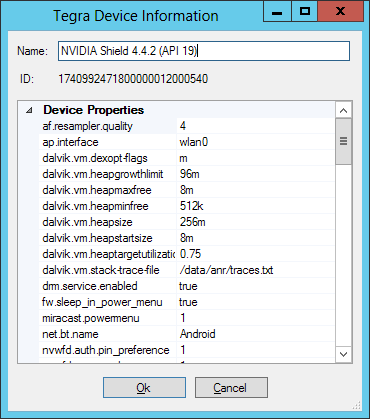 Tegra Device Information
Name: NVIDIA Shield 4.4.2 (API 19)
ID: 1740992471800000012000540
Device Properties
af.resampler.quality 4
ap.interface wlan0
dalvik.vm.dexopt-flags m
dalvik.vm.heapgrowthlimit 96m
dalvik.vm.heapmaxfree 8m
dalvik.vm.heapminfree 512k
dalvik.vm.heapsize 256m
dalvik.vm.heapstartsize 8m
dalvik.vm.heaptargetutilizatio 0.75
dalvik.vm.stack-trace-file /data/anr/traces.txt
drm.service.enabled true
fw.sleep_in_power_menu true
miracast.powermenu 1
net.bt.name Android
nvwfd.auth.pin_preference 1
Ok Cancel